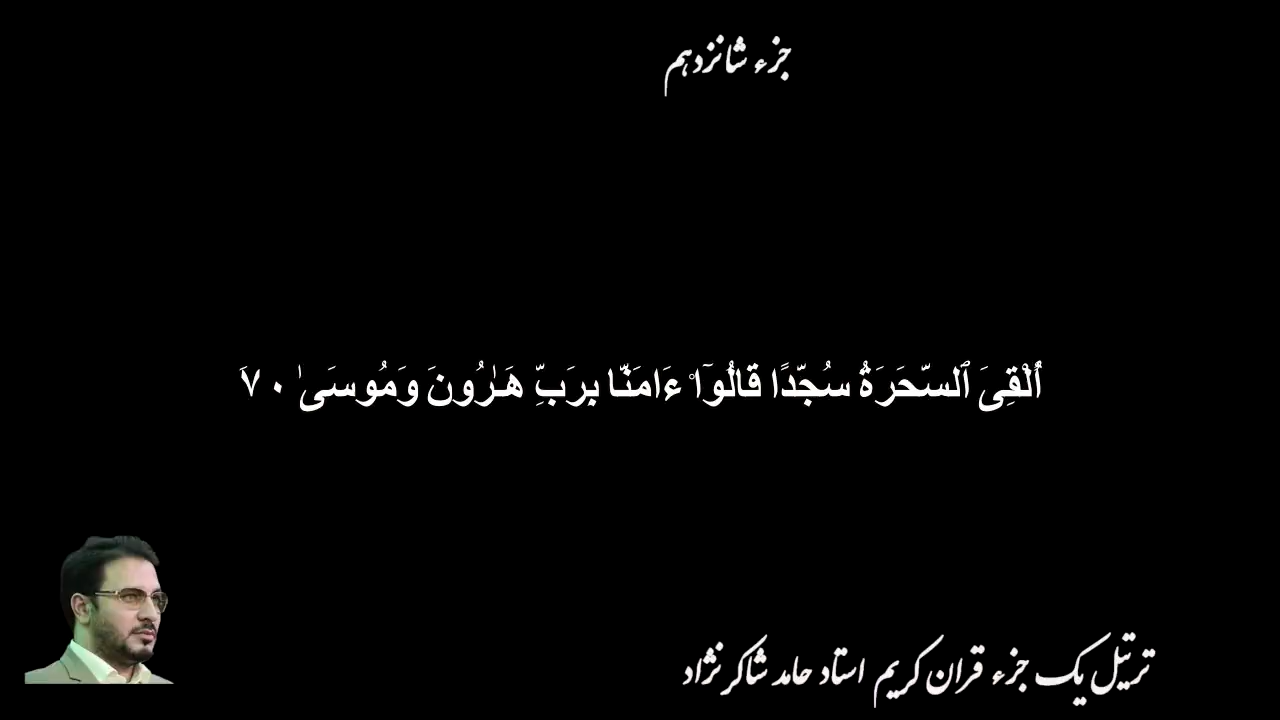 جزء شانزدهم
أُلْقِىَ ٱلسَّحَرَةُ سُجَّدًا قَالُوٓا۟ ءَامَنَّا بِرَبِّ هَـٰرُونَ وَمُوسَىٰ ٧٠
ترتیل یک جزء قران کریم استاد حامد شاکرنژاد